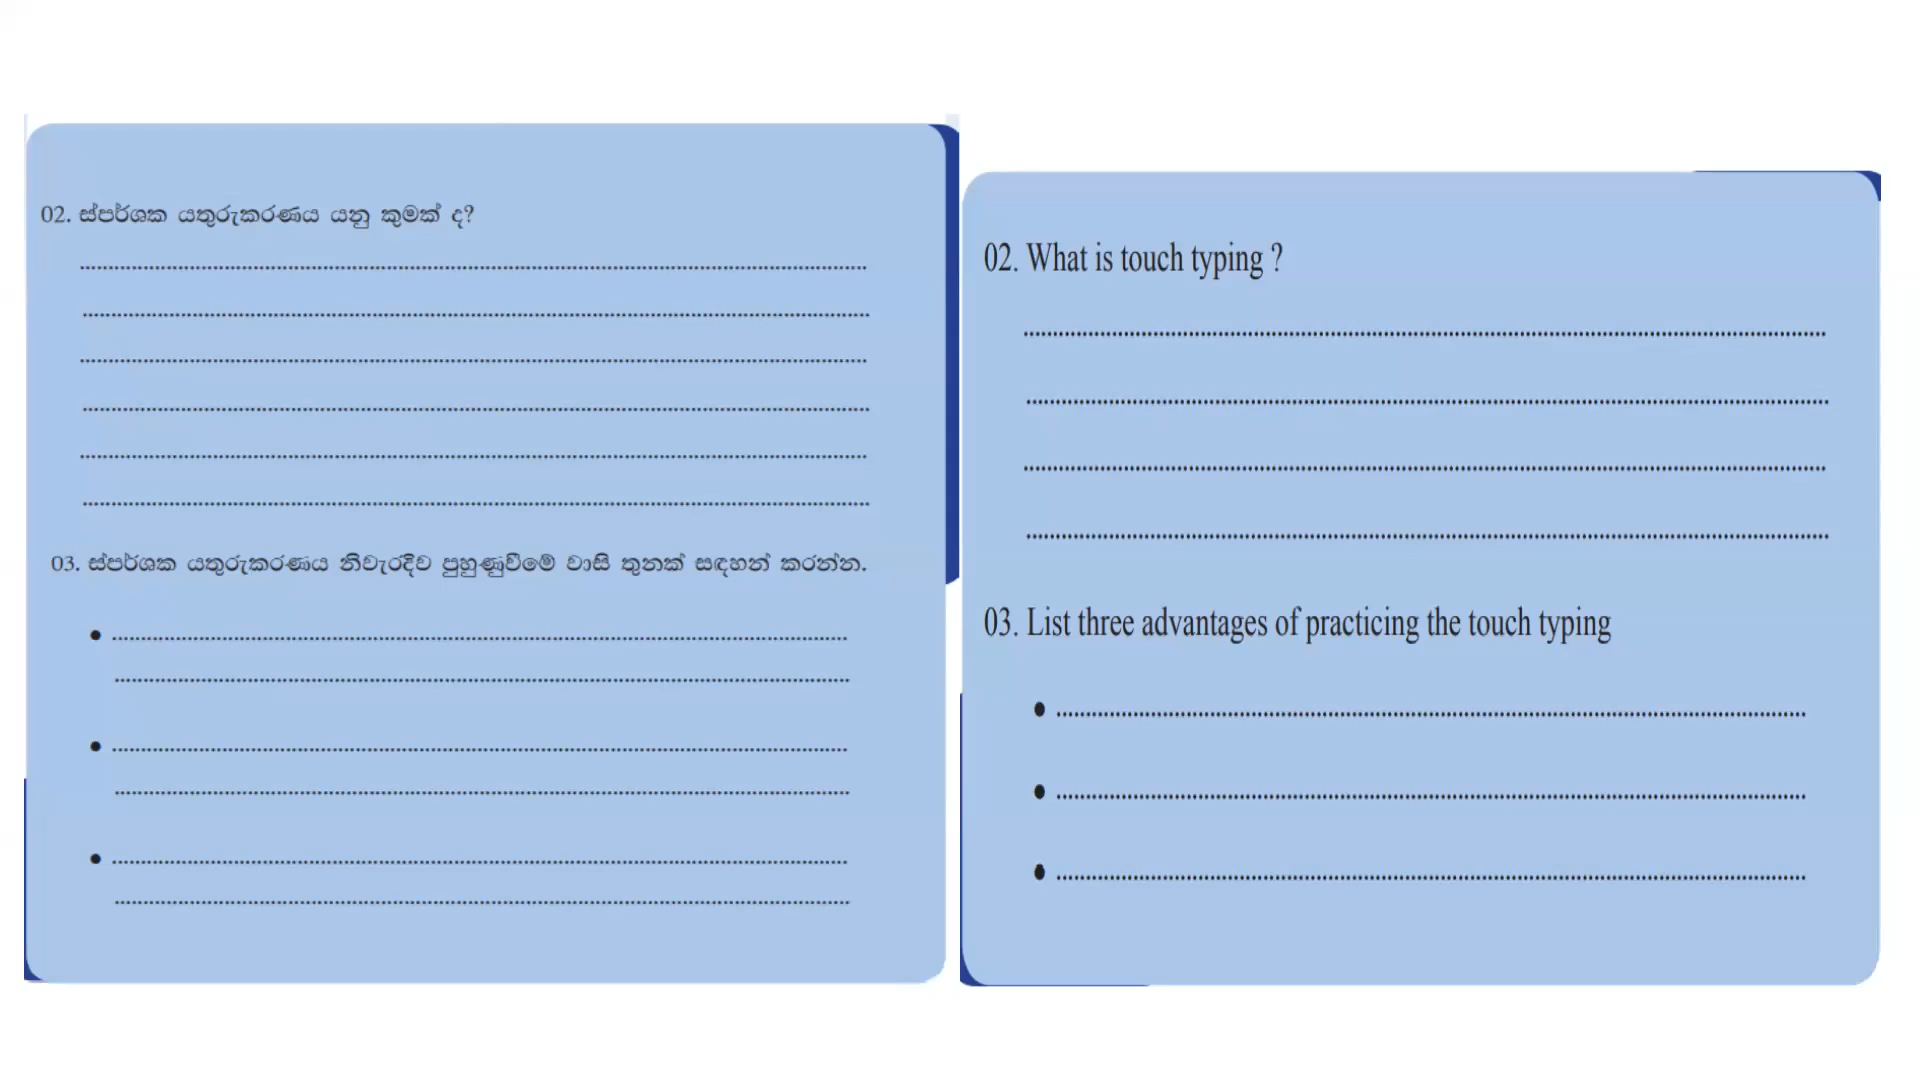 02. ස්පර්ශක යතුරුකරණය යනු කුමක් ද?
03. ස්පර්ශක යතුරුකරණය නිවැරදිව පුහුණුවීමේ වාසි තුනක් සඳහන් කරන්න.
02. What is touch typing ?
03. List three advantages of practicing the touch typing